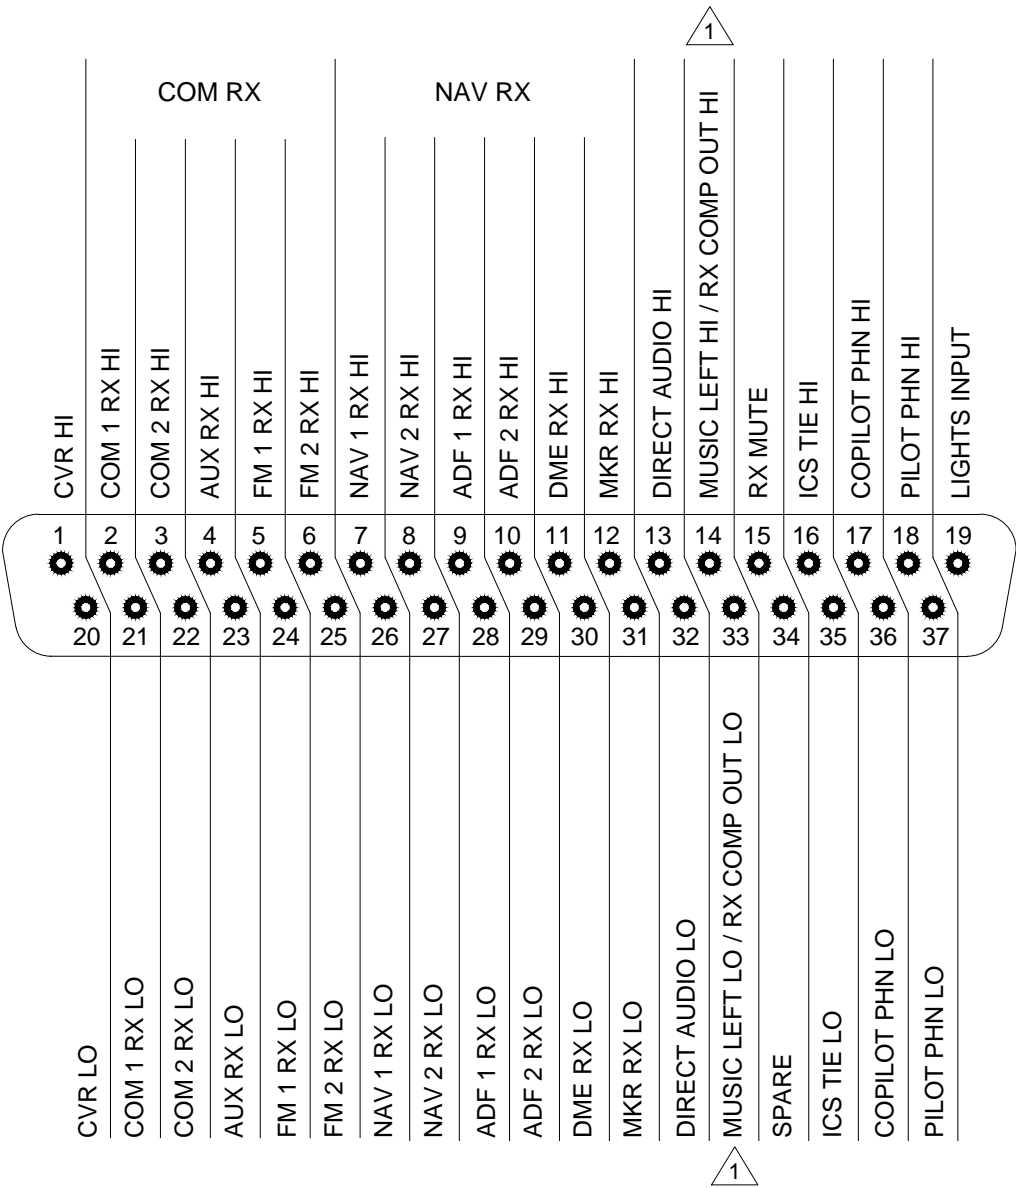 1
COM RX
NAV RX
CVR HI
COM 1 RX HI
COM 2 RX HI
AUX RX HI
FM 1 RX HI
FM 2 RX HI
NAV 1 RX HI
NAV 2 RX HI
ADF 1 RX HI
ADF 2 RX HI
DME RX HI
MKR RX HI
DIRECT AUDIO HI
MUSIC LEFT HI / RX COMP OUT HI
RX MUTE
ICS TIE HI
COPILOT PHN HI
PILOT PHN HI
LIGHTS INPUT
1 2 3 4 5 6 7 8 9 10 11 12 13 14 15 16 17 18 19
20 21 22 23 24 25 26 27 28 29 30 31 32 33 34 35 36 37
CVR LO
COM 1 RX LO
COM 2 RX LO
AUX RX LO
FM 1 RX LO
FM 2 RX LO
NAV 1 RX LO
NAV 2 RX LO
ADF 1 RX LO
ADF 2 RX LO
DME RX LO
MKR RX LO
DIRECT AUDIO LO
MUSIC LEFT LO / RX COMP OUT LO
SPARE
ICS TIE LO
COPILOT PHN LO
PILOT PHN LO
1